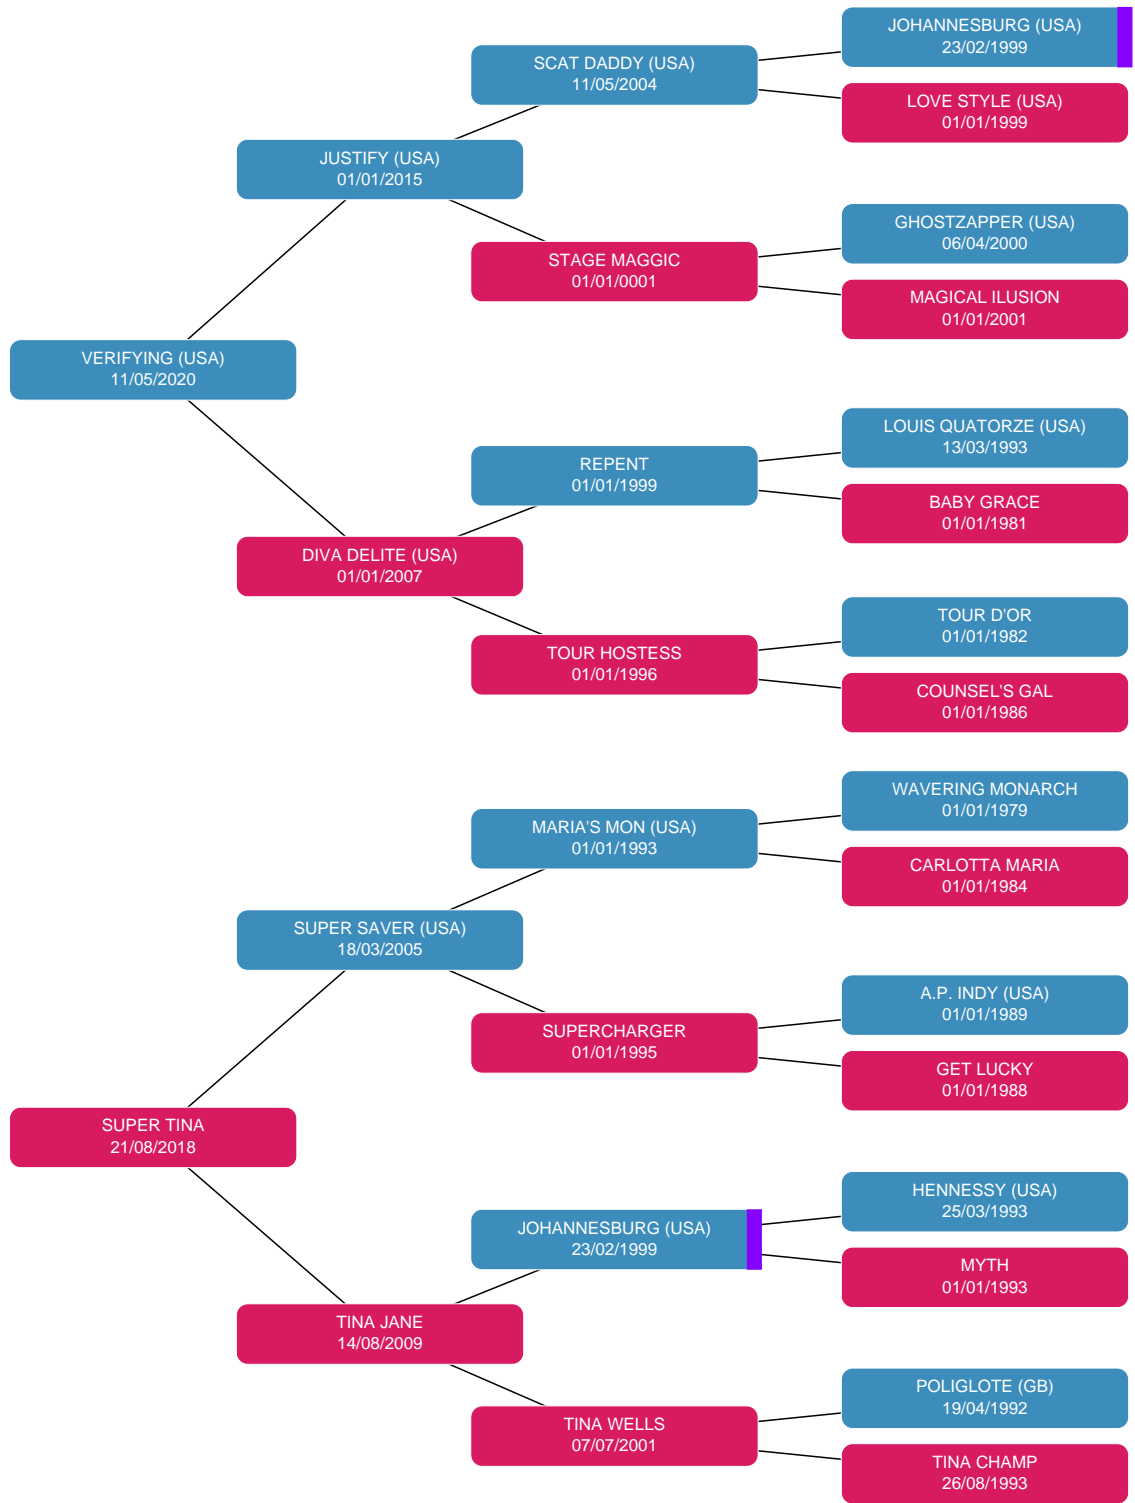 JOHANNESBURG (USA)
23/02/1999
SCAT DADDY (USA)
11/05/2004
LOVE STYLE (USA)
01/01/1999
JUSTIFY (USA)
01/01/2015
GHOSTZAPPER (USA)
06/04/2000
STAGE MAGGIC
01/01/0001
MAGICAL ILUSION
01/01/2001
VERIFYING (USA)
11/05/2020
LOUIS QUATORZE (USA)
13/03/1993
REPENT
01/01/1999
BABY GRACE
01/01/1981
DIVA DELITE (USA)
01/01/2007
TOUR D'OR
01/01/1982
TOUR HOSTESS
01/01/1996
COUNSEL'S GAL
01/01/1986
WAVERING MONARCH
01/01/1979
MARIA'S MON (USA)
01/01/1993
CARLOTTA MARIA
01/01/1984
SUPER SAVER (USA)
18/03/2005
A.P. INDY (USA)
01/01/1989
SUPERCHARGER
01/01/1995
GET LUCKY
01/01/1988
SUPER TINA
21/08/2018
HENNESSY (USA)
25/03/1993
JOHANNESBURG (USA)
23/02/1999
MYTH
01/01/1993
TINA JANE
14/08/2009
POLIGLOTE (GB)
19/04/1992
TINA WELLS
07/07/2001
TINA CHAMP
26/08/1993